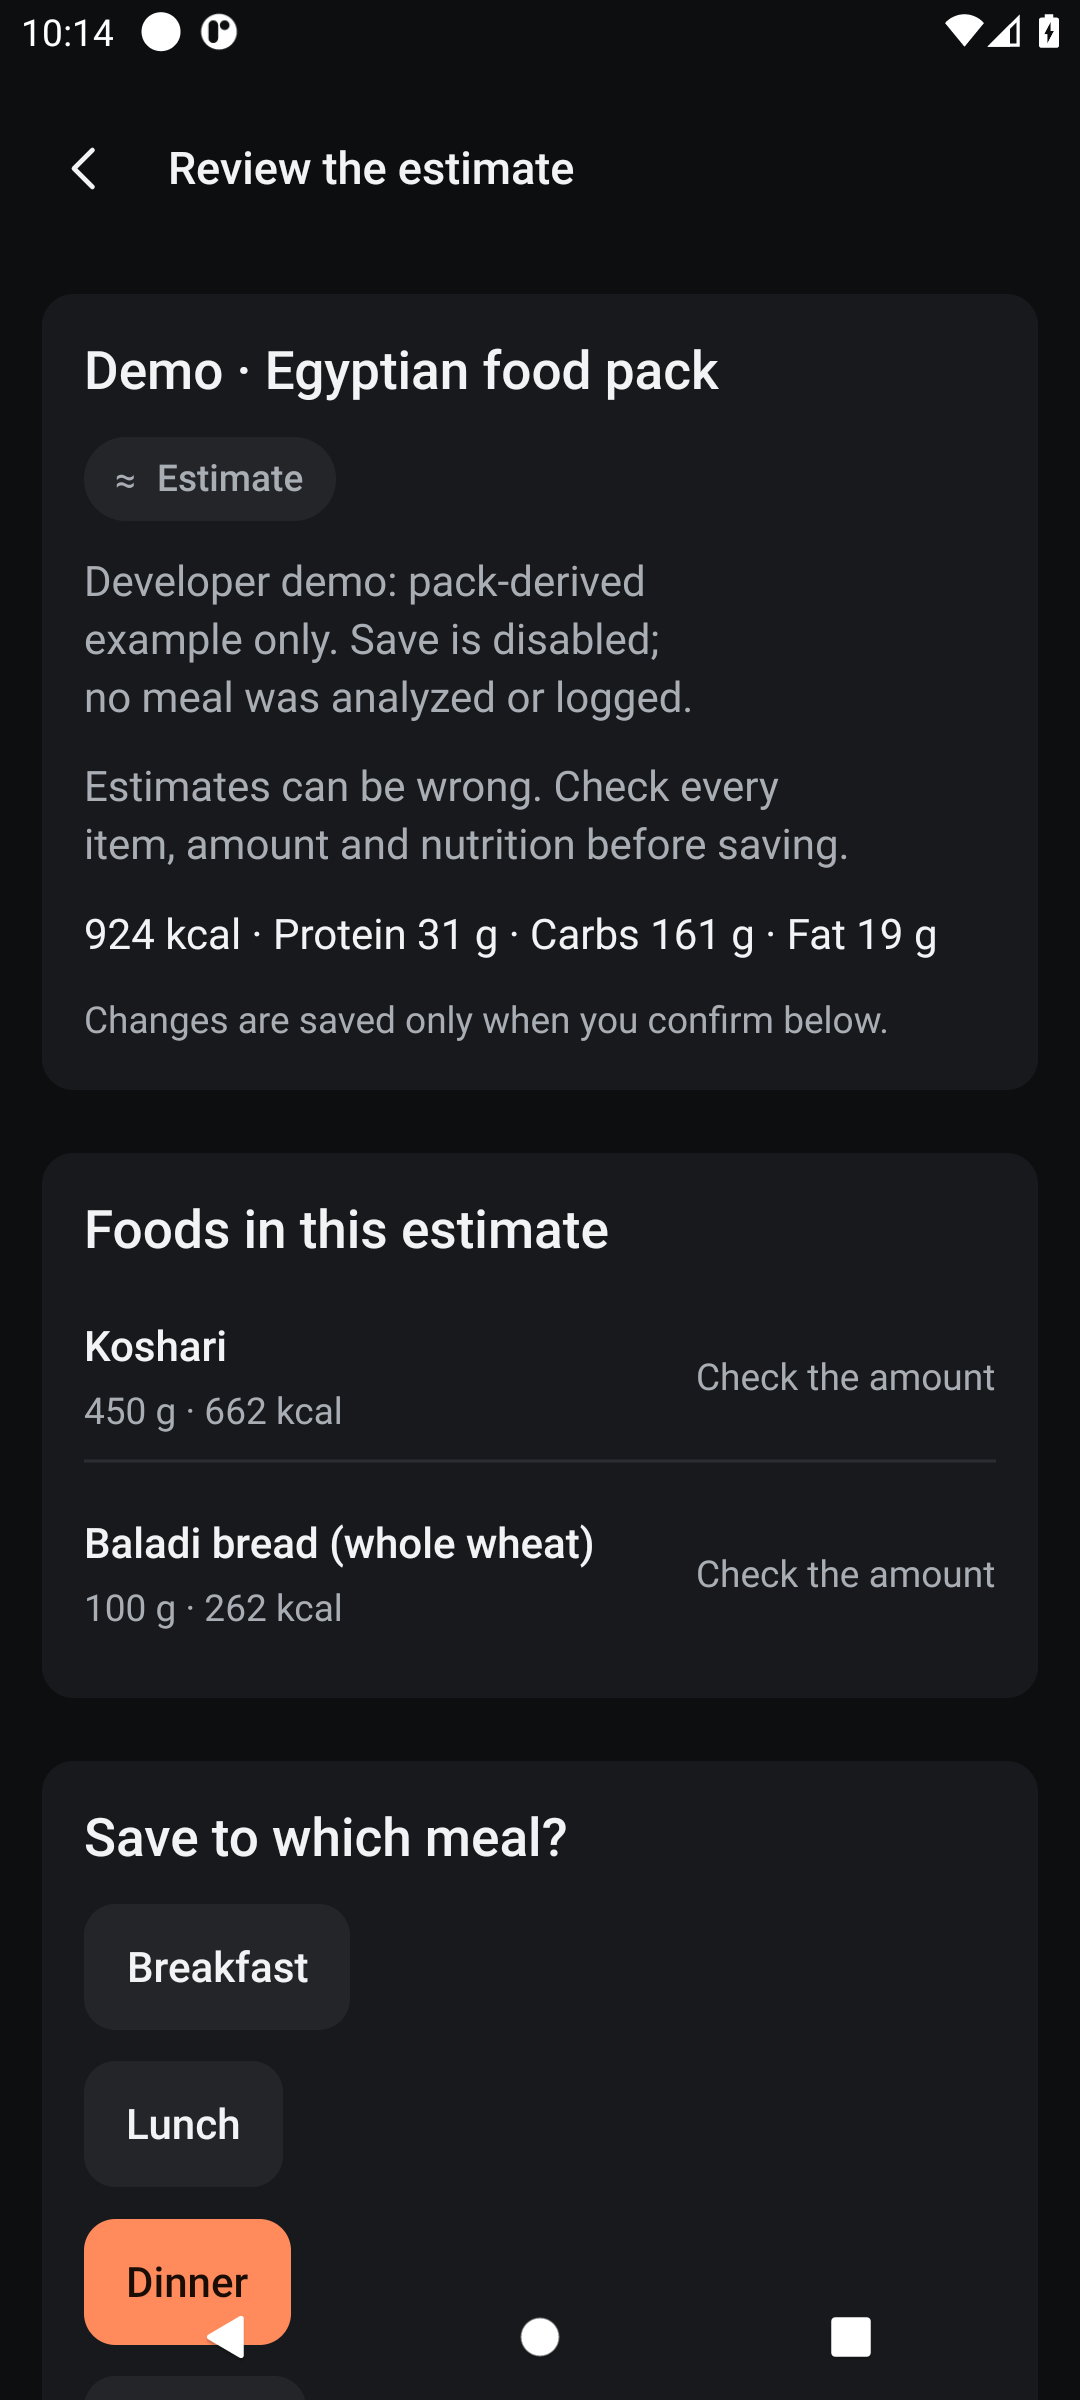 10:14
Review the estimate
Demo · Egyptian food pack
≈ Estimate
Developer demo: pack-derived
example only. Save is disabled;
no meal was analyzed or logged.
Estimates can be wrong. Check every
item, amount and nutrition before saving.
924 kcal · Protein 31 g · Carbs 161 g · Fat 19 g
Changes are saved only when you confirm below.
Foods in this estimate
Koshari
450 g · 662 kcal
Check the amount
Baladi bread (whole wheat)
100 g · 262 kcal
Check the amount
Save to which meal?
Breakfast
Lunch
Dinner